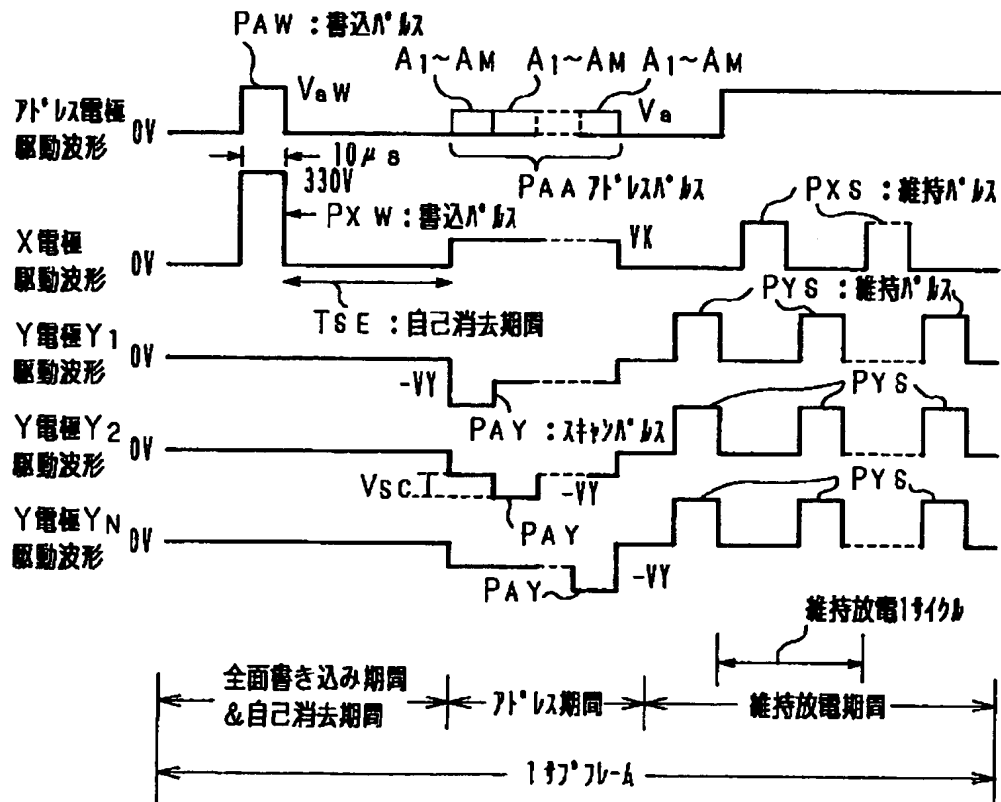 PAW：書込パルス
A1～AM A1～AM A1～AM
VaW
Va
アドレス電極
駆動波形
0V
10μs
PAAアドレスパルス
330V
PXW：書込パルス
PXS：維持パルス
X電極
駆動波形
0V
VX
TSE：自己消去期間
PYS：維持パルス
Y電極Y1
駆動波形
0V
-VY
PAY：スキャンパルス
PYS
Y電極Y2
駆動波形
0V
VSC
-VY
PAY
PYS
Y電極YN
駆動波形
0V
-VY
PAY
維持放電1サイクル
全面書き込み期間
&自己消去期間
アドレス期間
維持放電期間
1サブフレーム